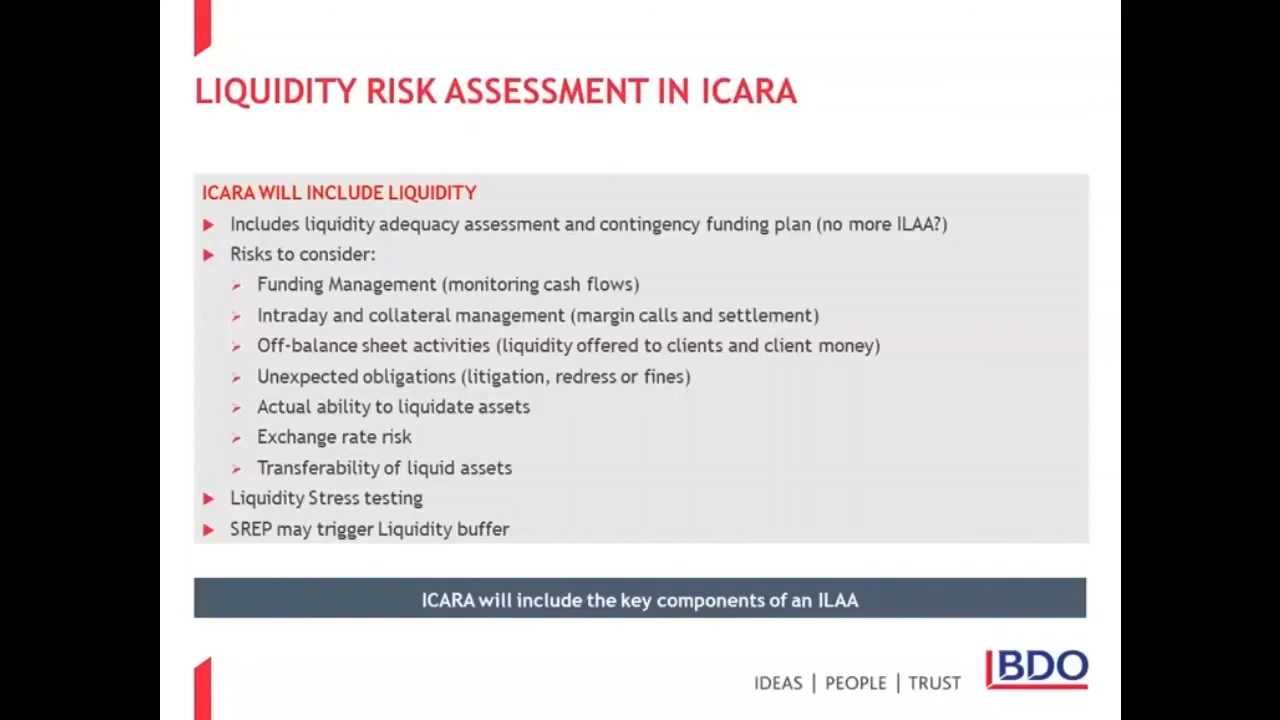 LIQUIDITY RISK ASSESSMENT IN ICARA
ICARA WILL INCLUDE LIQUIDITY
Includes liquidity adequacy assessment and contingency funding plan (no more ILAA?)
Risks to consider:
Funding Management (monitoring cash flows)
Intraday and collateral management (margin calls and settlement)
Off-balance sheet activities (liquidity offered to clients and client money)
Unexpected obligations (litigation, redress or fines)
Actual ability to liquidate assets
Exchange rate risk
Transferability of liquid assets
Liquidity Stress testing
SREP may trigger Liquidity buffer
ICARA will include the key components of an ILAA
IDEAS | PEOPLE | TRUST
BDO